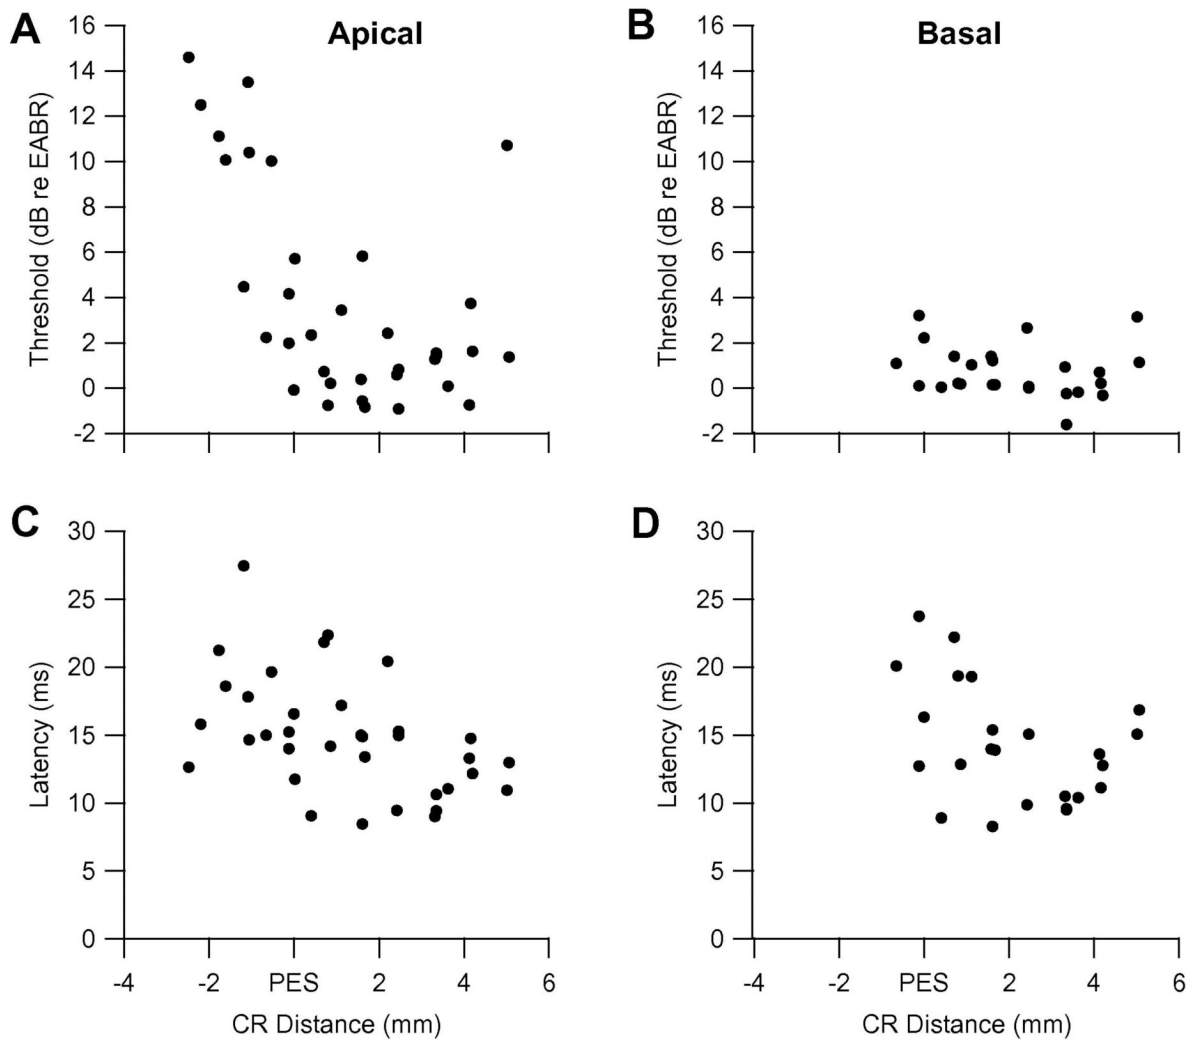 A
Apical
Threshold (dB re EABR)
16
14
12
10
8
6
4
2
0
-2
B
Basal
Threshold (dB re EABR)
16
14
12
10
8
6
4
2
0
-2
C
Latency (ms)
30
25
20
15
10
5
0
-4 -2 PES 2 4 6
CR Distance (mm)
D
Latency (ms)
30
25
20
15
10
5
0
-4 -2 PES 2 4 6
CR Distance (mm)